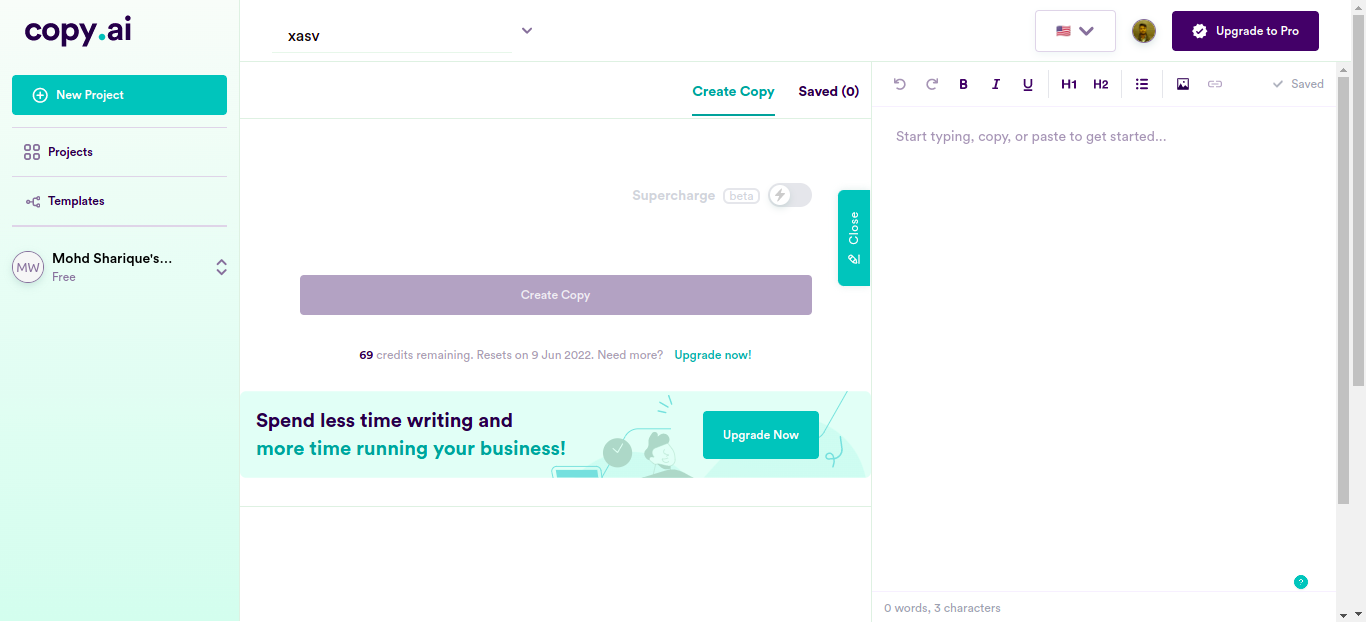 copy.ai
New Project
Projects
Templates
MW
Mohd Sharique's...
Free
xasv
Upgrade to Pro
Create Copy
Saved (0)
B I U H1 H2
Saved
Start typing, copy, or paste to get started...
Supercharge
beta
Close
Create Copy
69 credits remaining. Resets on 9 Jun 2022. Need more? Upgrade now!
Spend less time writing and
more time running your business!
Upgrade Now
?
0 words, 3 characters